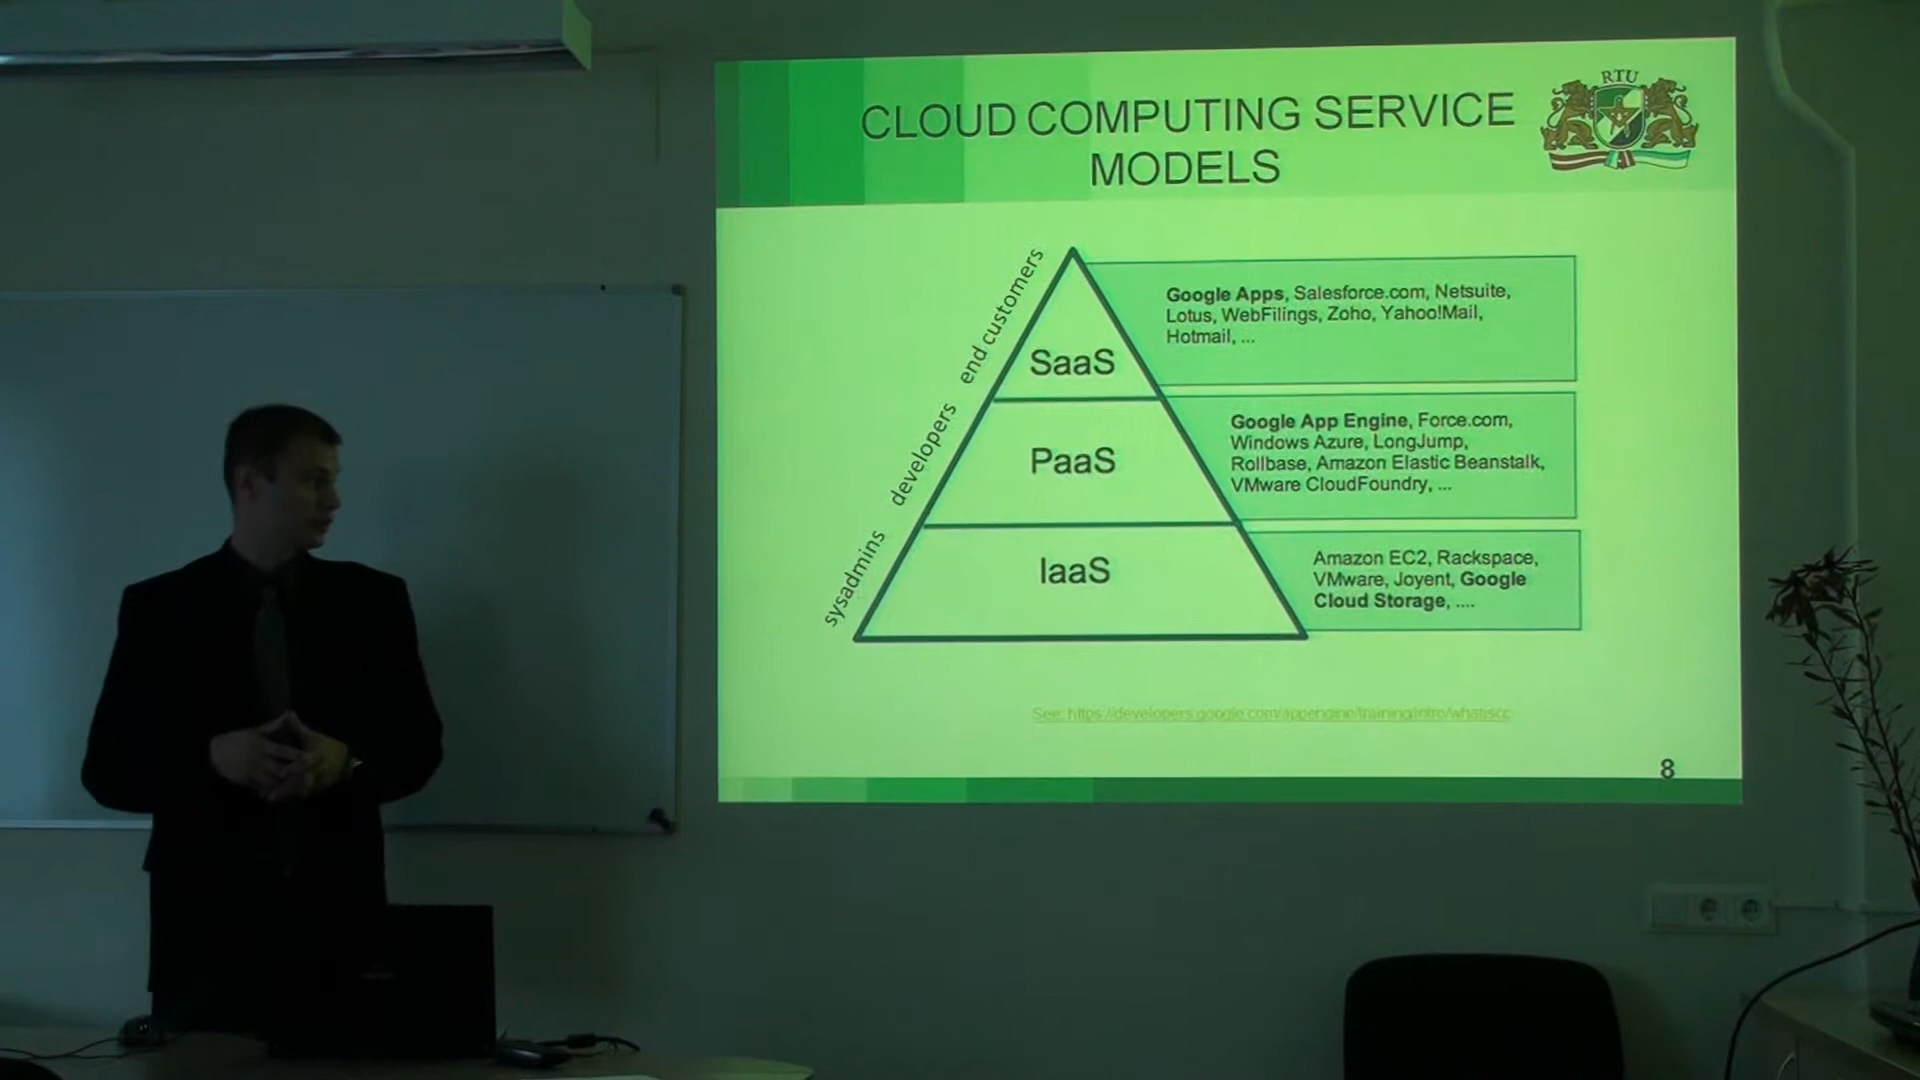 RTU
CLOUD COMPUTING SERVICE
MODELS
end customers
developers
sysadmins
SaaS
PaaS
IaaS
Google Apps, Salesforce.com, Netsuite,
Lotus, WebFilings, Zoho, Yahoo!Mail,
Hotmail, ...
Google App Engine, Force.com,
Windows Azure, LongJump,
Rollbase, Amazon Elastic Beanstalk,
VMware CloudFoundry, ...
Amazon EC2, Rackspace,
VMware, Joyent, Google
Cloud Storage, ....
See: https://developers.google.com/appengine/training/intro/whatiscc
8